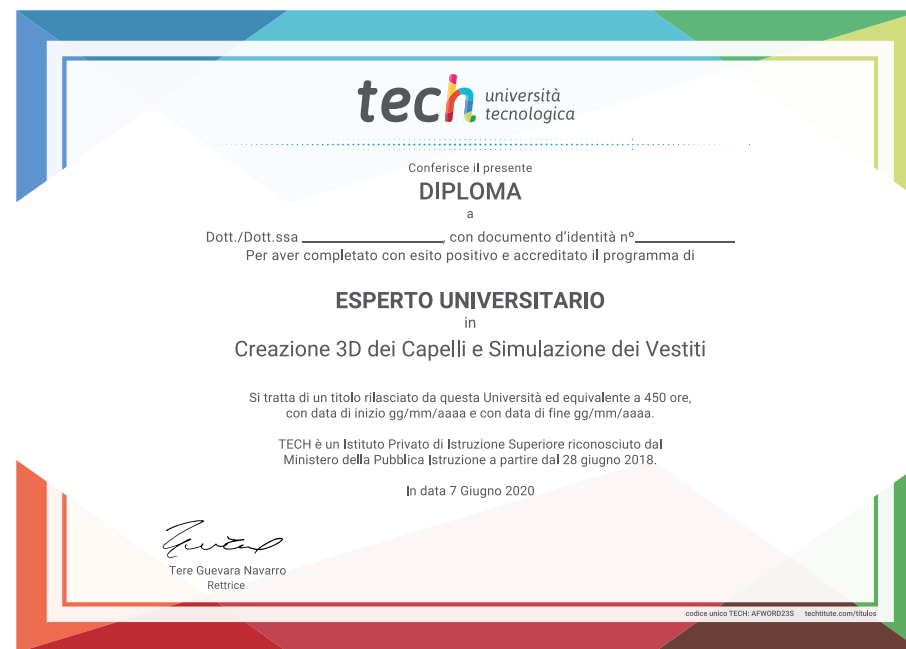 tech università
tecnologica
Conferisce il presente
DIPLOMA
a
Dott./Dott.ssa ____________________, con documento d'identità nº______________
Per aver completato con esito positivo e accreditato il programma di
ESPERTO UNIVERSITARIO
in
Creazione 3D dei Capelli e Simulazione dei Vestiti
Si tratta di un titolo rilasciato da questa Università ed equivalente a 450 ore,
con data di inizio gg/mm/aaaa e con data di fine gg/mm/aaaa.
TECH è un Istituto Privato di Istruzione Superiore riconosciuto dal
Ministero della Pubblica Istruzione a partire dal 28 giugno 2018.
In data 7 Giugno 2020
Tere Guevara Navarro
Rettrice
codice unico TECH: AFWORD23S techtitute.com/títulos